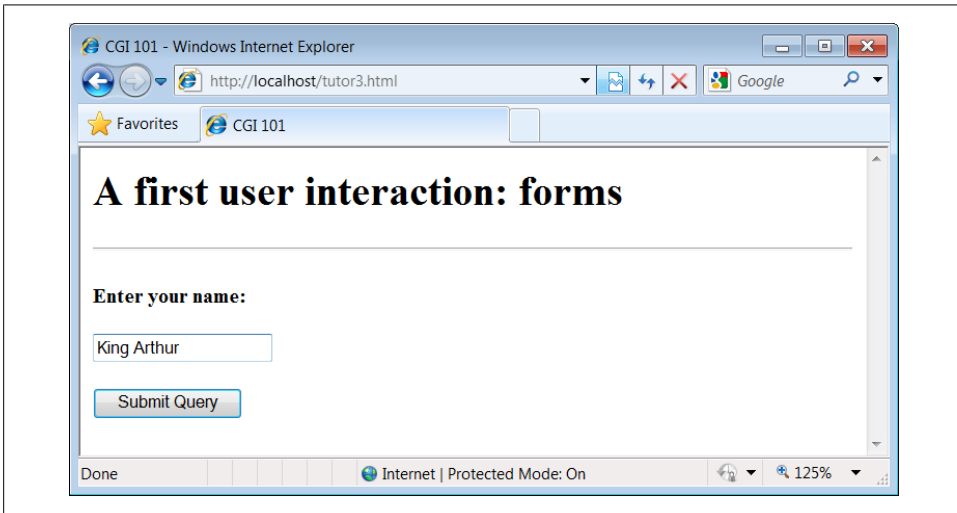 CGI 101 - Windows Internet Explorer
http://localhost/tutor3.html
Google
Favorites
CGI 101
A first user interaction: forms
Enter your name:
King Arthur
Submit Query
Done
Internet | Protected Mode: On
125%